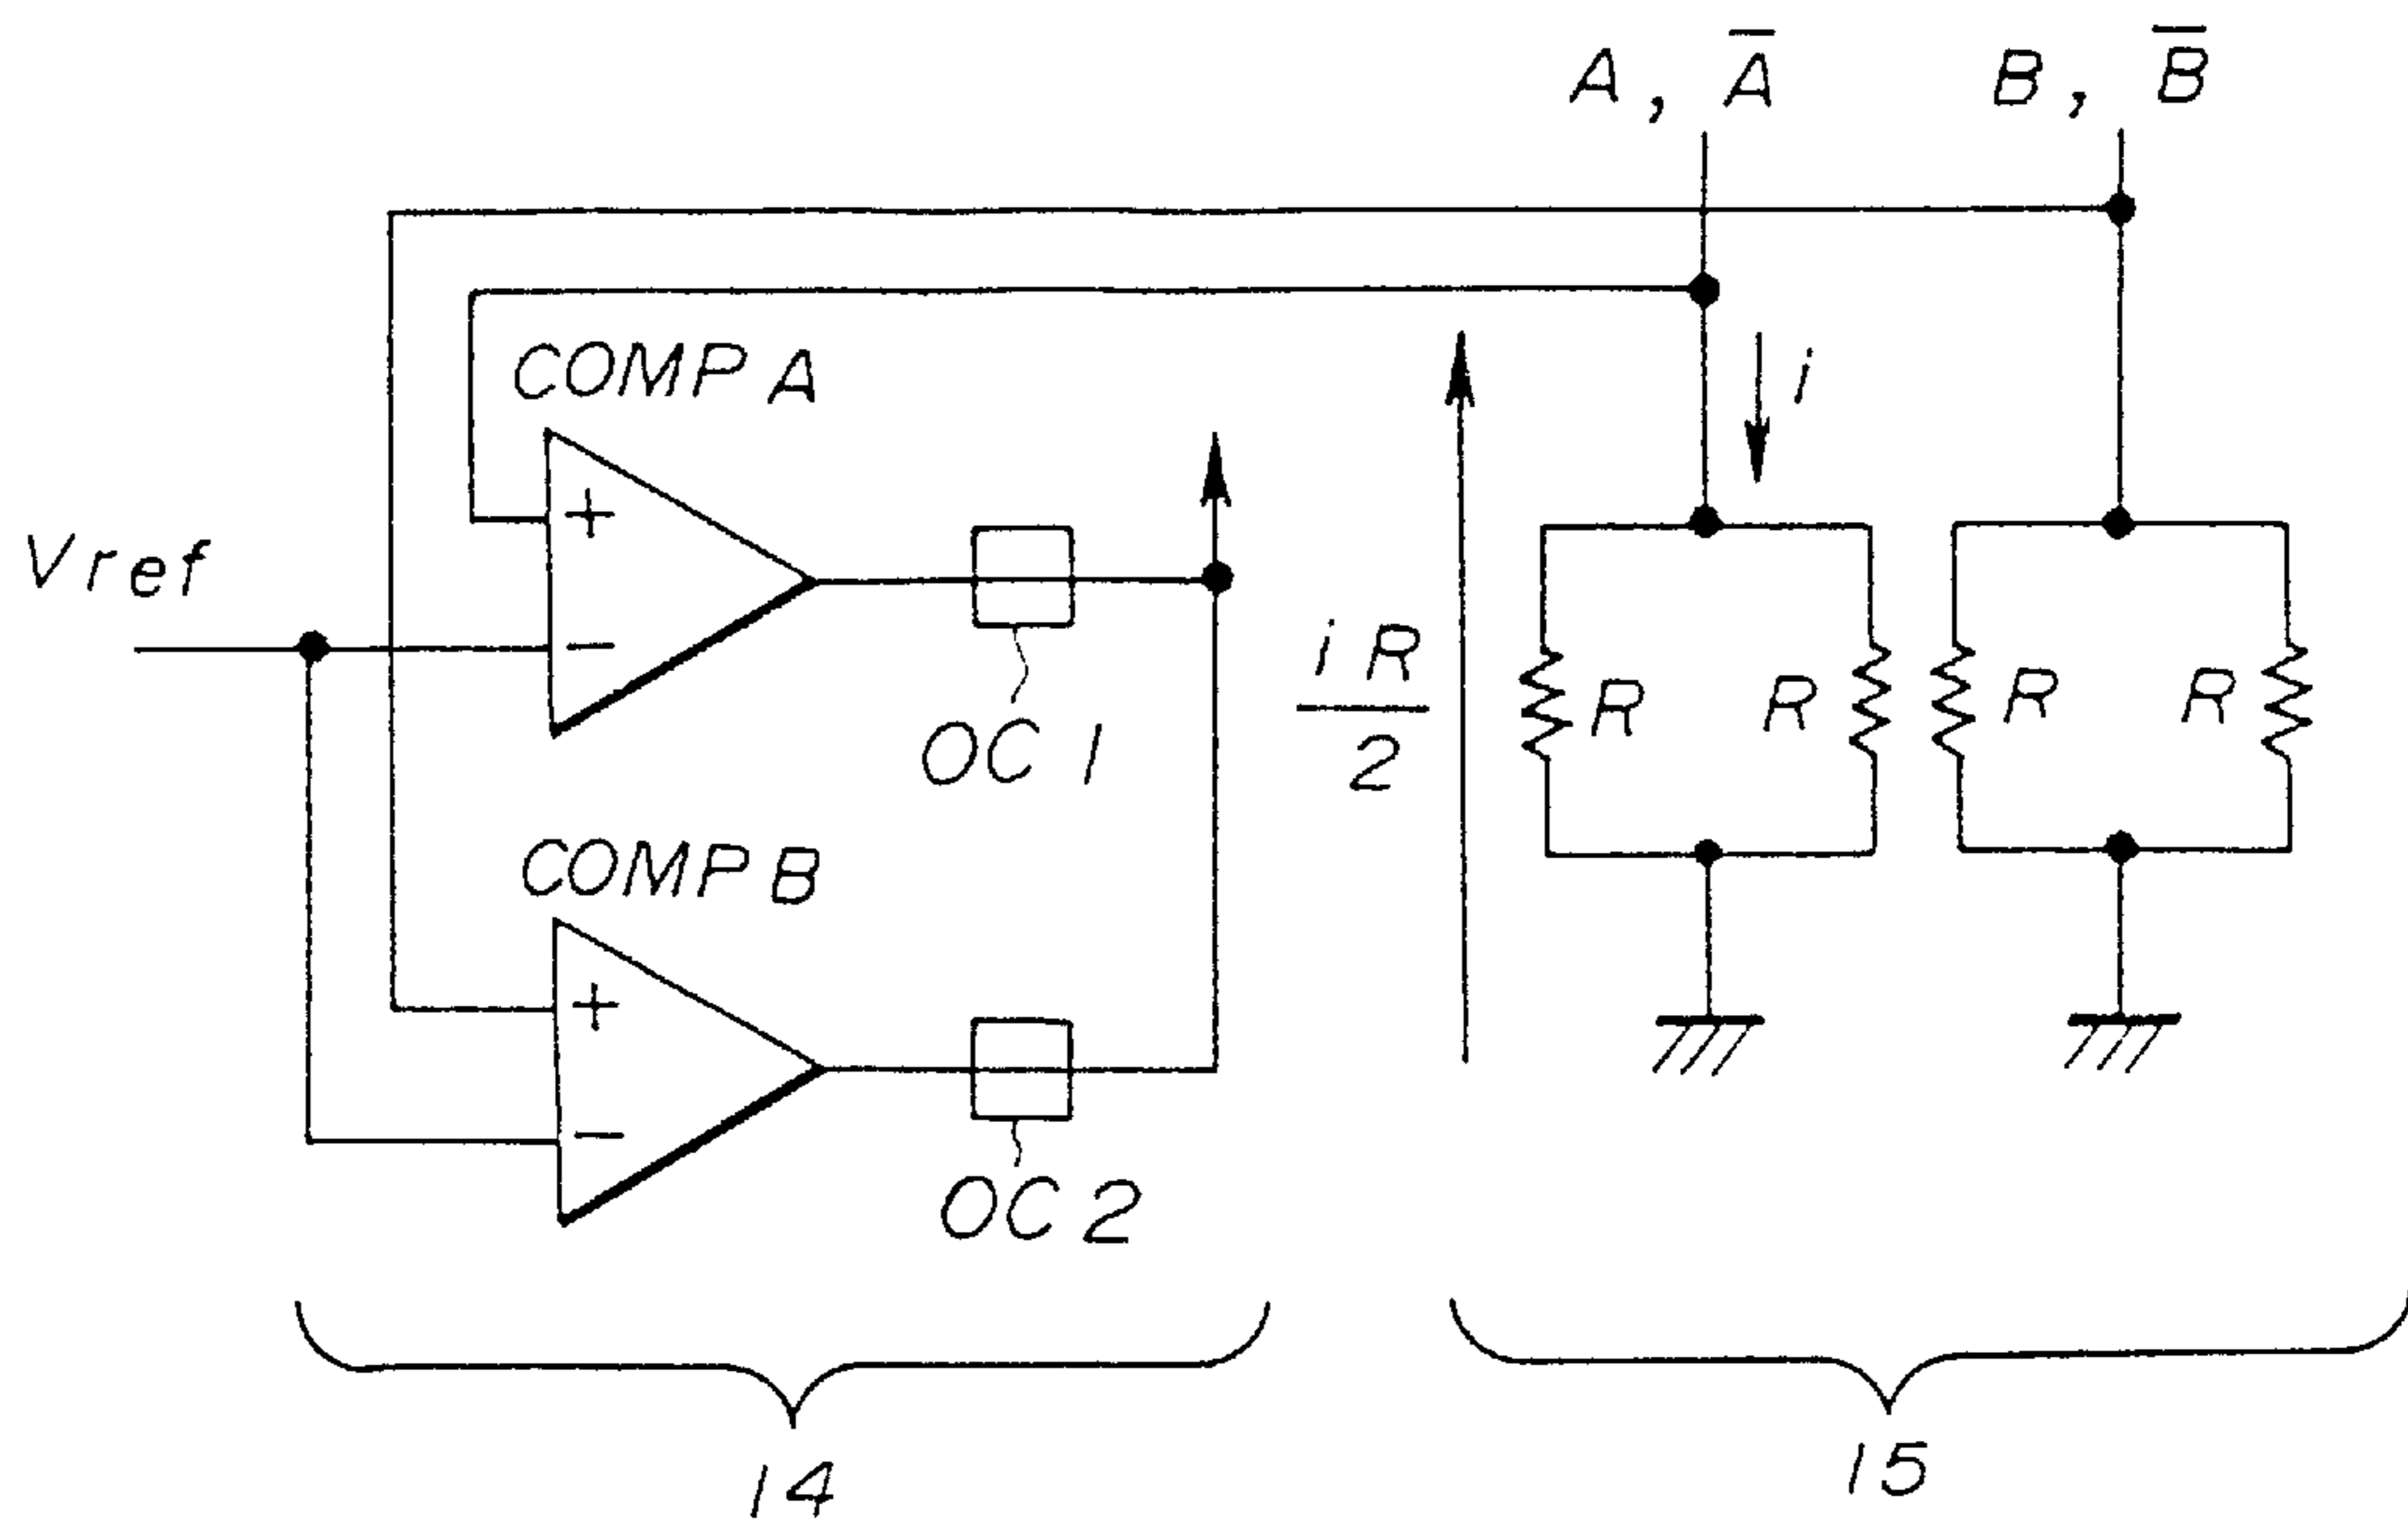 A, A̅
B, B̅
COMP A
i
Vref
iR
2
R
R
R
R
OC 1
COMP B
OC 2
14
15